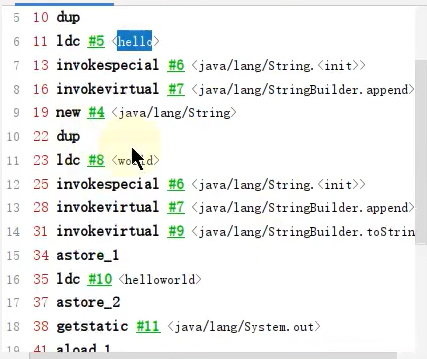 5 10 dup
6 11 ldc #5 <hello>
7 13 invokespecial #6 <java/lang/String.<init>>
8 16 invokevirtual #7 <java/lang/StringBuilder.append>
9 19 new #4 <java/lang/String>
10 22 dup
11 23 ldc #8 <world>
12 25 invokespecial #6 <java/lang/String.<init>>
13 28 invokevirtual #7 <java/lang/StringBuilder.append>
14 31 invokevirtual #9 <java/lang/StringBuilder.toStrin
15 34 astore_1
16 35 ldc #10 <helloworld>
17 37 astore_2
18 38 getstatic #11 <java/lang/System.out>
19 41 aload_1